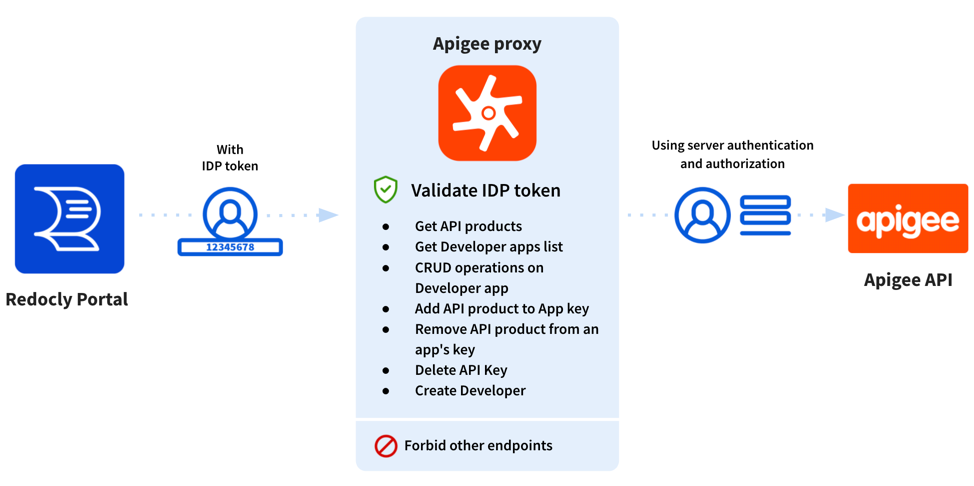 Apigee proxy
With
IDP token
12345678
Redocly Portal
Validate IDP token
● Get API products
● Get Developer apps list
● CRUD operations on
Developer app
● Add API product to App key
● Remove API product from an
app's key
● Delete API Key
● Create Developer
Forbid other endpoints
Using server authentication
and authorization
apigee
Apigee API